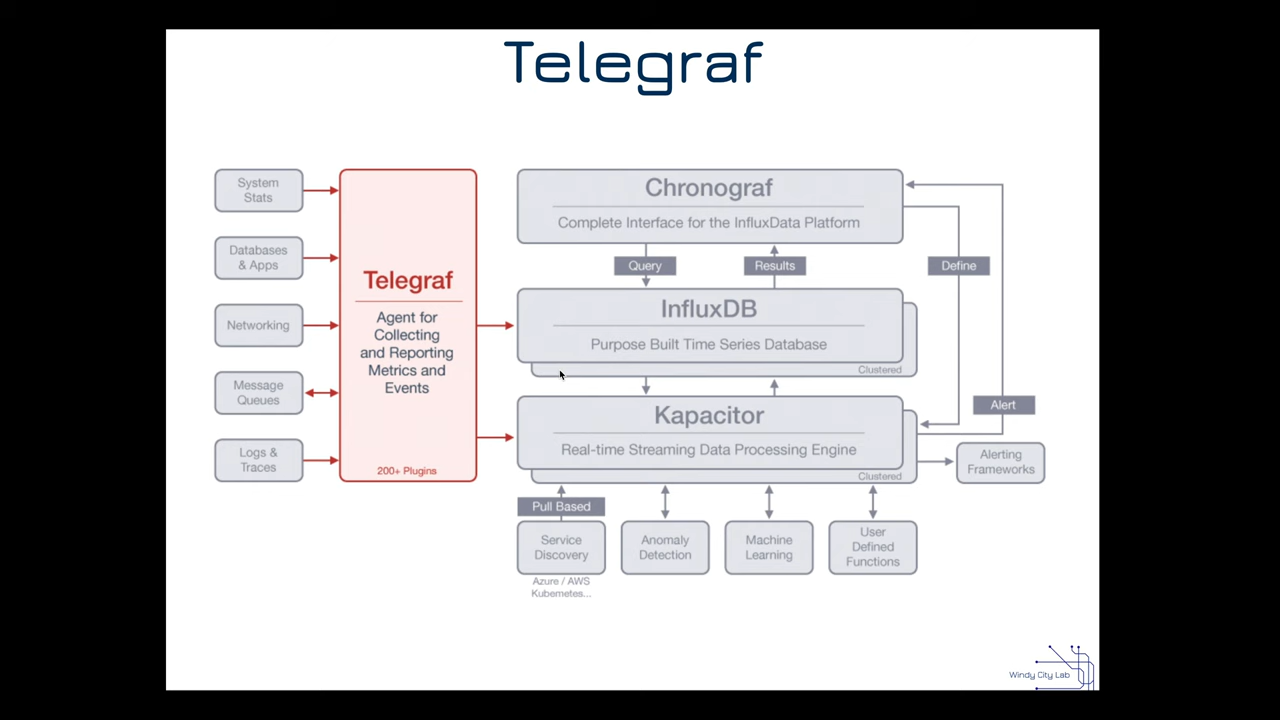 Telegraf
System
Stats
Databases
& Apps
Networking
Message
Queues
Logs &
Traces
Telegraf
Agent for
Collecting
and Reporting
Metrics and
Events
200+ Plugins
Chronograf
Complete Interface for the InfluxData Platform
Query
Results
Define
InfluxDB
Purpose Built Time Series Database
Clustered
Kapacitor
Real-time Streaming Data Processing Engine
Clustered
Alert
Alerting
Frameworks
Pull Based
Service
Discovery
Azure / AWS
Kubernetes...
Anomaly
Detection
Machine
Learning
User
Defined
Functions
Windy City Lab